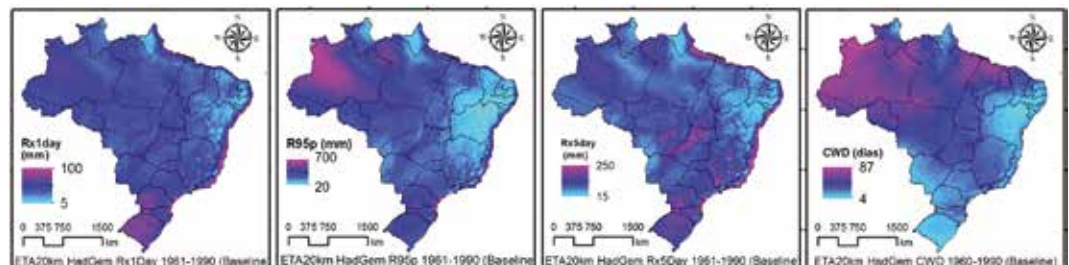 Rx1day
(mm)
100
5
0 375 750 1500
km
ETA20km HadGem Rx1Day 1961-1990 (Baseline
R95p (mm)
700
20
0 375 750 1500
km
ETA20km HadGem R95p 1961-1990 (Baseline
Rx5day
(mm)
250
15
0 375 750 1500
km
ETA20km HadGem Rx5Day 1961-1990 (Baseline
CWD (dias)
87
4
0 375 750 1500
km
ETA20km HadGem CWD 1960-1990 (Baseline)